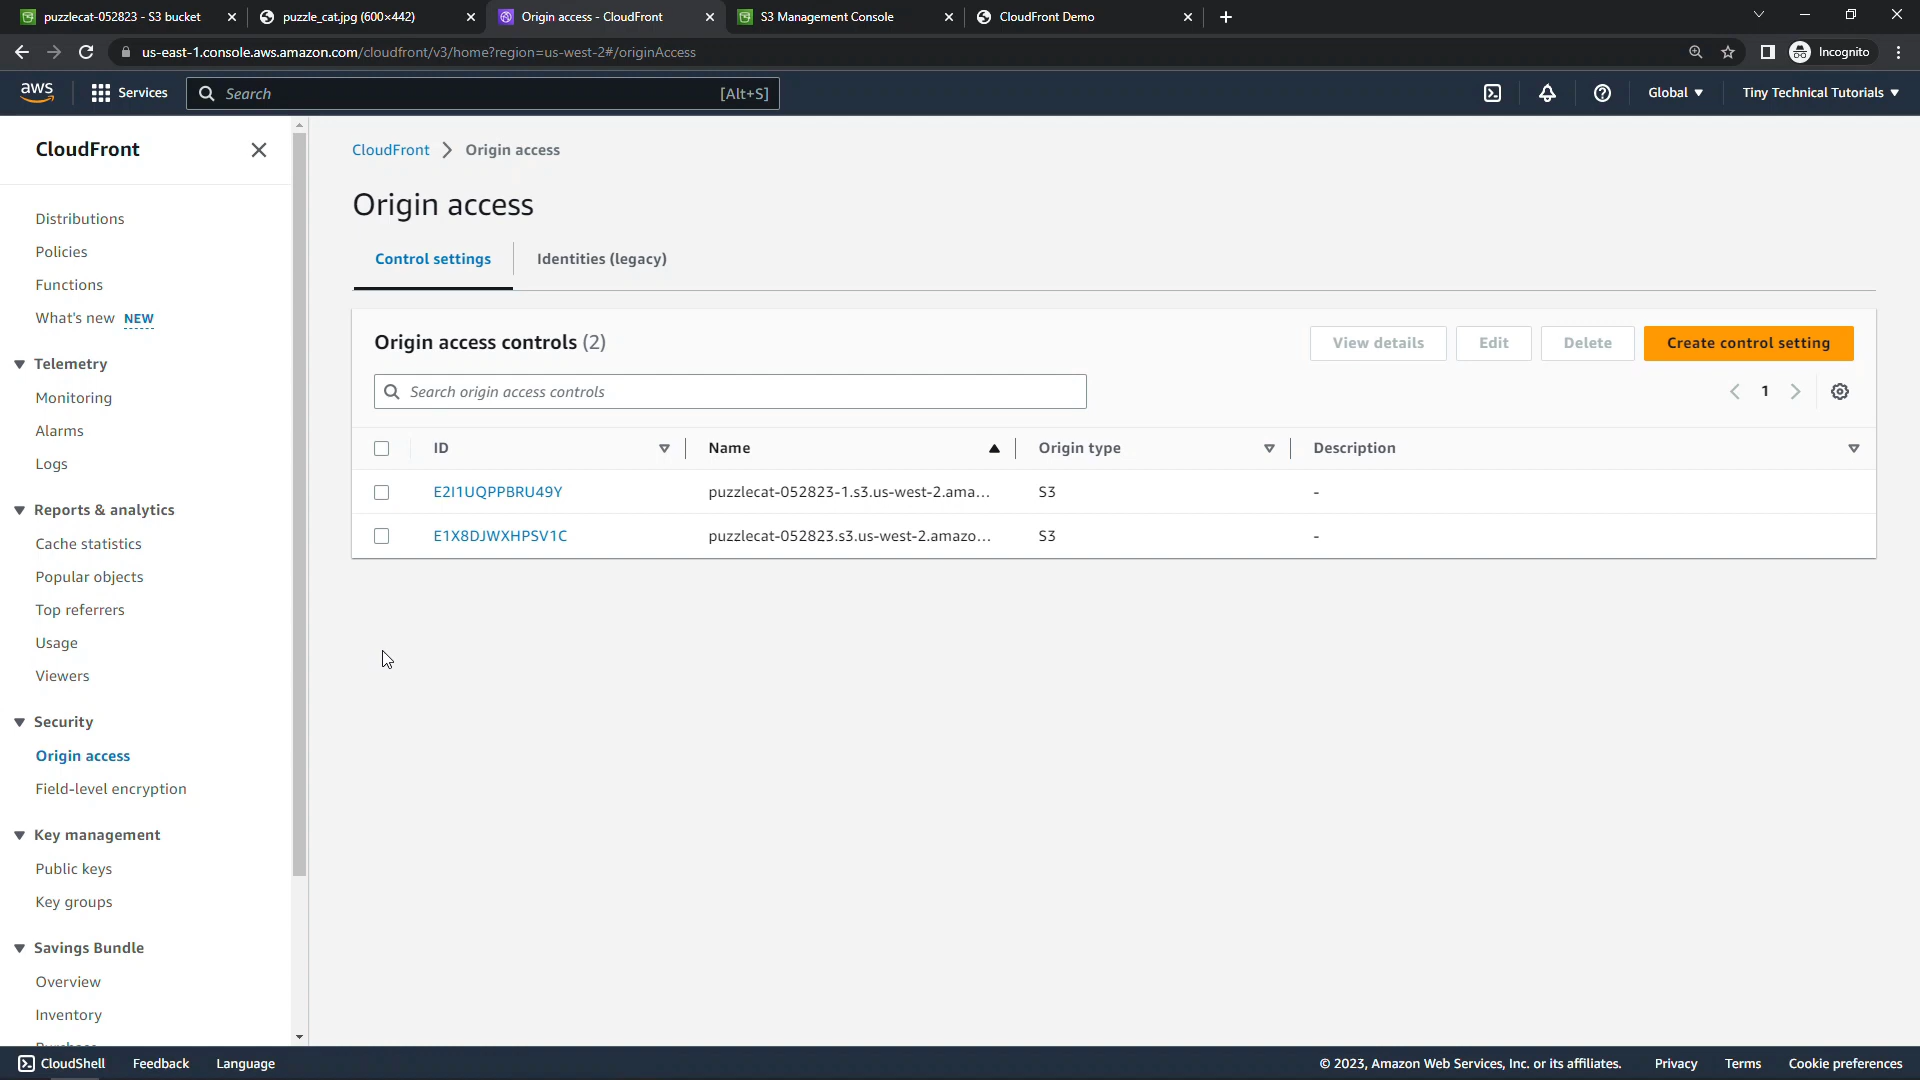 puzzlecat-052823 - S3 bucket
puzzle_cat.jpg (600×442)
Origin access - CloudFront
S3 Management Console
CloudFront Demo
us-east-1.console.aws.amazon.com/cloudfront/v3/home?region=us-west-2#/originAccess
Incognito
aws
Services
Search
[Alt+S]
Global
Tiny Technical Tutorials
CloudFront
Distributions
Policies
Functions
What's new NEW
Telemetry
Monitoring
Alarms
Logs
Reports & analytics
Cache statistics
Popular objects
Top referrers
Usage
Viewers
Security
Origin access
Field-level encryption
Key management
Public keys
Key groups
Savings Bundle
Overview
Inventory
CloudFront > Origin access
Origin access
Control settings
Identities (legacy)
Origin access controls (2)
View details
Edit
Delete
Create control setting
Search origin access controls
1
ID Name Origin type Description
E2I1UQPPBRU49Y puzzlecat-052823-1.s3.us-west-2.ama... S3 -
E1X8DJWXHPSV1C puzzlecat-052823.s3.us-west-2.amazo... S3 -
CloudShell
Feedback
Language
© 2023, Amazon Web Services, Inc. or its affiliates.
Privacy
Terms
Cookie preferences